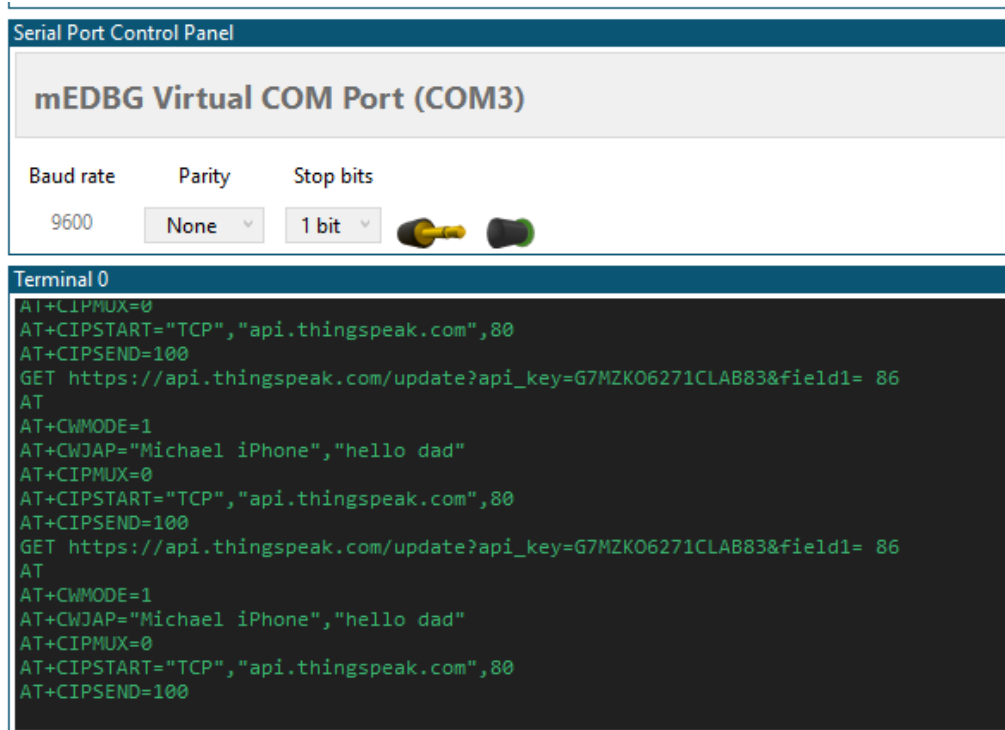 Serial Port Control Panel
mEDBG Virtual COM Port (COM3)
Baud rate Parity Stop bits
9600 None 1 bit
Terminal 0
AT+CIPMUX=0
AT+CIPSTART="TCP","api.thingspeak.com",80
AT+CIPSEND=100
GET https://api.thingspeak.com/update?api_key=G7MZKO6271CLAB83&field1= 86
AT
AT+CWMODE=1
AT+CWJAP="Michael iPhone","hello dad"
AT+CIPMUX=0
AT+CIPSTART="TCP","api.thingspeak.com",80
AT+CIPSEND=100
GET https://api.thingspeak.com/update?api_key=G7MZKO6271CLAB83&field1= 86
AT
AT+CWMODE=1
AT+CWJAP="Michael iPhone","hello dad"
AT+CIPMUX=0
AT+CIPSTART="TCP","api.thingspeak.com",80
AT+CIPSEND=100